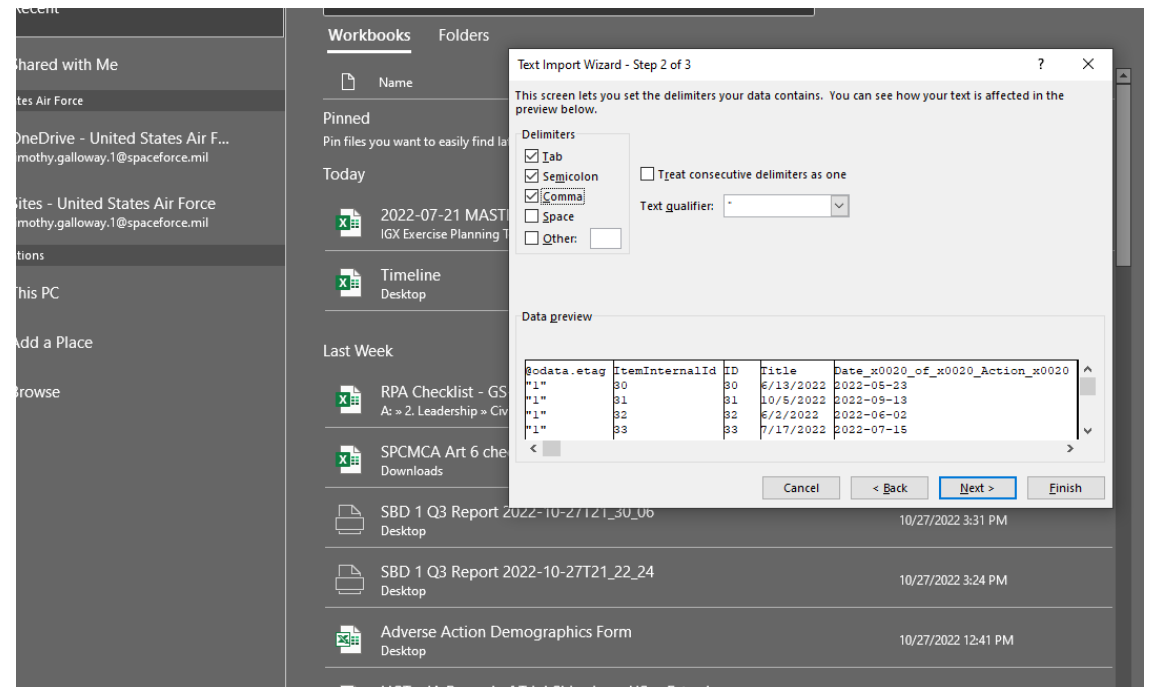 Recent
Shared with Me
tes Air Force
OneDrive - United States Air F...
imothy.galloway.1@spaceforce.mil
Sites - United States Air Force
imothy.galloway.1@spaceforce.mil
tions
This PC
Add a Place
Browse
Workbooks Folders
Name
Pinned
Pin files you want to easily find la
Today
2022-07-21 MAST
IGX Exercise Planning T
Timeline
Desktop
Last Week
RPA Checklist - GS
A: » 2. Leadership » Civ
SPCMCA Art 6 che
Downloads
SBD 1 Q3 Report 2022-10-27T21_30_06
Desktop
10/27/2022 3:31 PM
SBD 1 Q3 Report 2022-10-27T21_22_24
Desktop
10/27/2022 3:24 PM
Adverse Action Demographics Form
Desktop
10/27/2022 12:41 PM
Text Import Wizard - Step 2 of 3
This screen lets you set the delimiters your data contains. You can see how your text is affected in the
preview below.
Delimiters
Tab
Semicolon
Comma
Space
Other:
Treat consecutive delimiters as one
Text qualifier: "
Data preview
@odata.etag ItemInternalId ID Title Date_x0020_of_x0020_Action_x0020
"1" 30 30 6/13/2022 2022-05-23
"1" 31 31 10/5/2022 2022-09-13
"1" 32 32 6/2/2022 2022-06-02
"1" 33 33 7/17/2022 2022-07-15
Cancel < Back Next > Finish